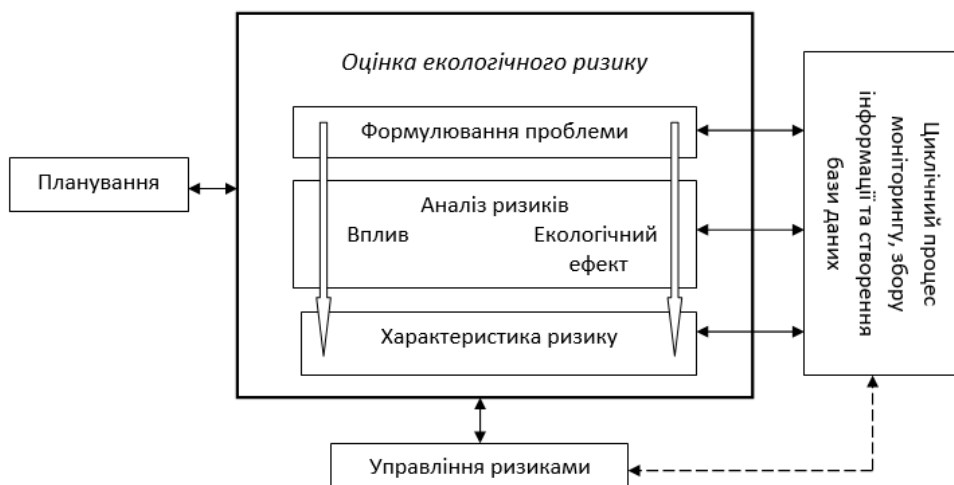 Оцінка екологічного ризику
Формулювання проблеми
Планування
Аналіз ризиків
Вплив
Екологічний
ефект
Характеристика ризику
Управління ризиками
Циклічний процес
моніторингу, збору
інформації та створення
бази даних